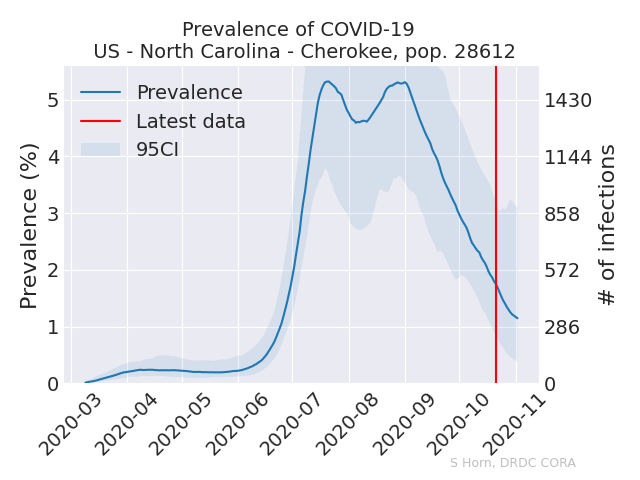 Prevalence of COVID-19
US - North Carolina - Cherokee, pop. 28612
Prevalence
Latest data
95CI
Prevalence (%)
5
4
3
2
1
0
1430
1144
858
572
286
0
# of infections
2020-03
2020-04
2020-05
2020-06
2020-07
2020-08
2020-09
2020-10
2020-11
S Horn, DRDC CORA